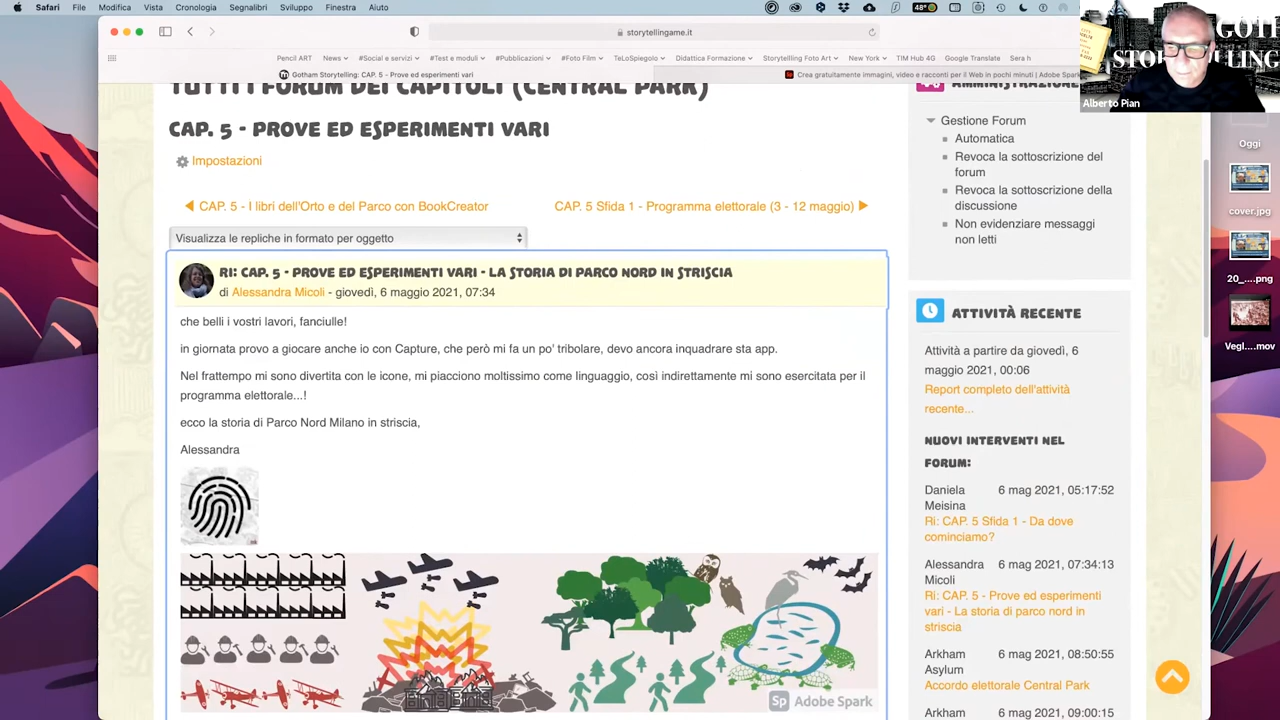 Safari File Modifica Vista Cronologia Segnalibri Sviluppo Finestra Aiuto
48°
storytellingame.it
Pencil ART News #Social e servizi #Test e moduli #Pubblicazioni #Foto Film TeLoSpiegolo Didattica Formazione Storytellling Foto Art New York TIM Hub 4G Google Translate Sara h
Gotham Storytelling: CAP. 5 - Prove ed esperimenti vari
Crea gratuitamente immagini, video e racconti per il Web in pochi minuti | Adobe Spark
Alberto Pian
TUTTI I FORUM DEI CAPITOLI (CENTRAL PARK)
CAP. 5 - PROVE ED ESPERIMENTI VARI
Impostazioni
CAP. 5 - I libri dell'Orto e del Parco con BookCreator
CAP. 5 Sfida 1 - Programma elettorale (3 - 12 maggio)
Visualizza le repliche in formato per oggetto
RI: CAP. 5 - PROVE ED ESPERIMENTI VARI - LA STORIA DI PARCO NORD IN STRISCIA
di Alessandra Micoli - giovedì, 6 maggio 2021, 07:34
che belli i vostri lavori, fanciulle!
in giornata provo a giocare anche io con Capture, che però mi fa un po' tribolare, devo ancora inquadrare sta app.
Nel frattempo mi sono divertita con le icone, mi piacciono moltissimo come linguaggio, così indirettamente mi sono esercitata per il
programma elettorale...!
ecco la storia di Parco Nord Milano in striscia,
Alessandra
Sp Adobe Spark
AMMINISTRAZIONE
Gestione Forum
Automatica
Revoca la sottoscrizione del
forum
Revoca la sottoscrizione della
discussione
Non evidenziare messaggi
non letti
ATTIVITÀ RECENTE
Attività a partire da giovedì, 6
maggio 2021, 00:06
Report completo dell'attività
recente...
NUOVI INTERVENTI NEL
FORUM:
Daniela
Meisina
6 mag 2021, 05:17:52
Ri: CAP. 5 Sfida 1 - Da dove
cominciamo?
Alessandra
Micoli
6 mag 2021, 07:34:13
Ri: CAP. 5 - Prove ed esperimenti
vari - La storia di parco nord in
striscia
Arkham
Asylum
6 mag 2021, 08:50:55
Accordo elettorale Central Park
Arkham
6 mag 2021, 09:00:15
Oggi
cover.jpg
20_....png
Vegl....mov